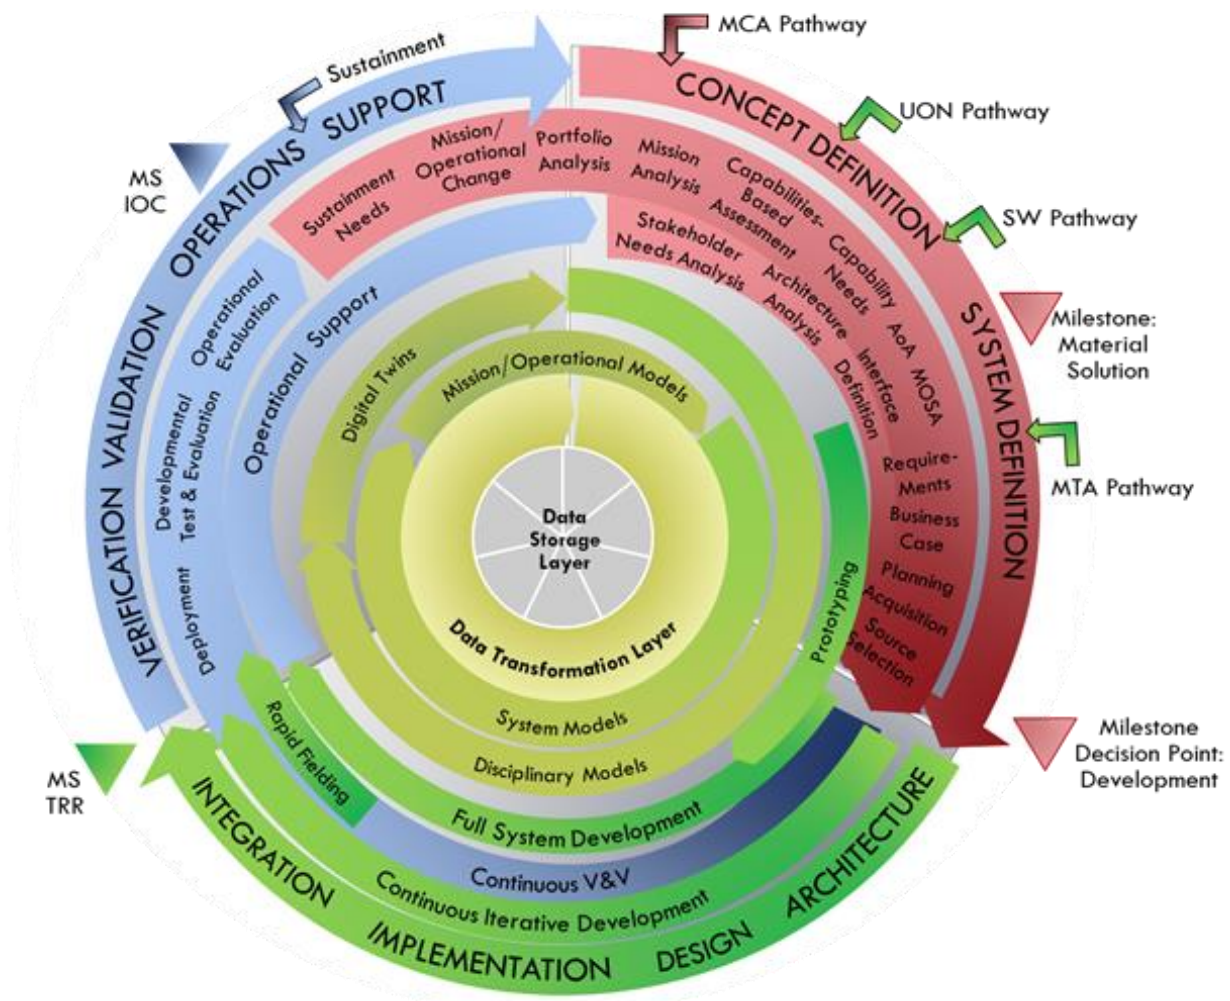 MCA Pathway
UON Pathway
SW Pathway
Milestone:
Material
Solution
MTA Pathway
Milestone
Decision Point:
Development
MS
TRR
MS
IOC
Sustainment
CONCEPT DEFINITION
SYSTEM DEFINITION
ARCHITECTURE
DESIGN
IMPLEMENTATION
INTEGRATION
VERIFICATION VALIDATION
OPERATIONS SUPPORT
Sustainment
Needs
Mission/
Operational
Change
Portfolio
Analysis
Mission
Analysis
Capabilities-
Based
Assessment
Capability
Needs
AoA MOSA
Stakeholder
Needs Analysis
Architecture
Analysis
Interface
Definition
Require-
Ments
Business
Case
Planning
Acquisition
Source
Selection
Prototyping
Continuous Iterative Development
Continuous V&V
Full System Development
Rapid Fielding
Deployment
Developmental/
Test & Evaluation
Operational
Evaluation
Operational Support
Digital Twins
Mission/Operational Models
System Models
Disciplinary Models
Data Transformation Layer
Data
Storage
Layer